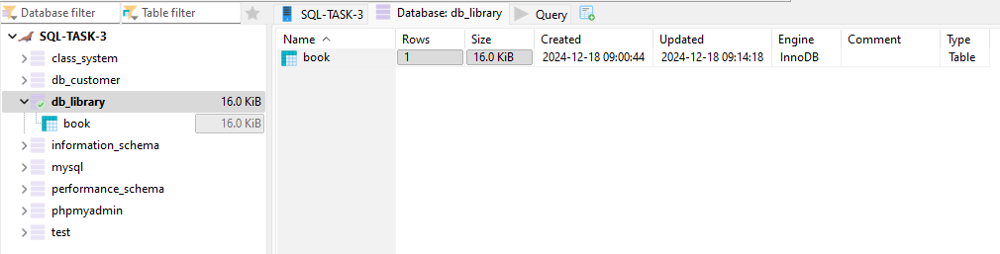 Database filter Table filter
SQL-TASK-3
class_system
db_customer
db_library 16.0 KiB
book 16.0 KiB
information_schema
mysql
performance_schema
phpmyadmin
test
SQL-TASK-3 Database: db_library Query
Name Rows Size Created Updated Engine Comment Type
book 1 16.0 KiB 2024-12-18 09:00:44 2024-12-18 09:14:18 InnoDB Table